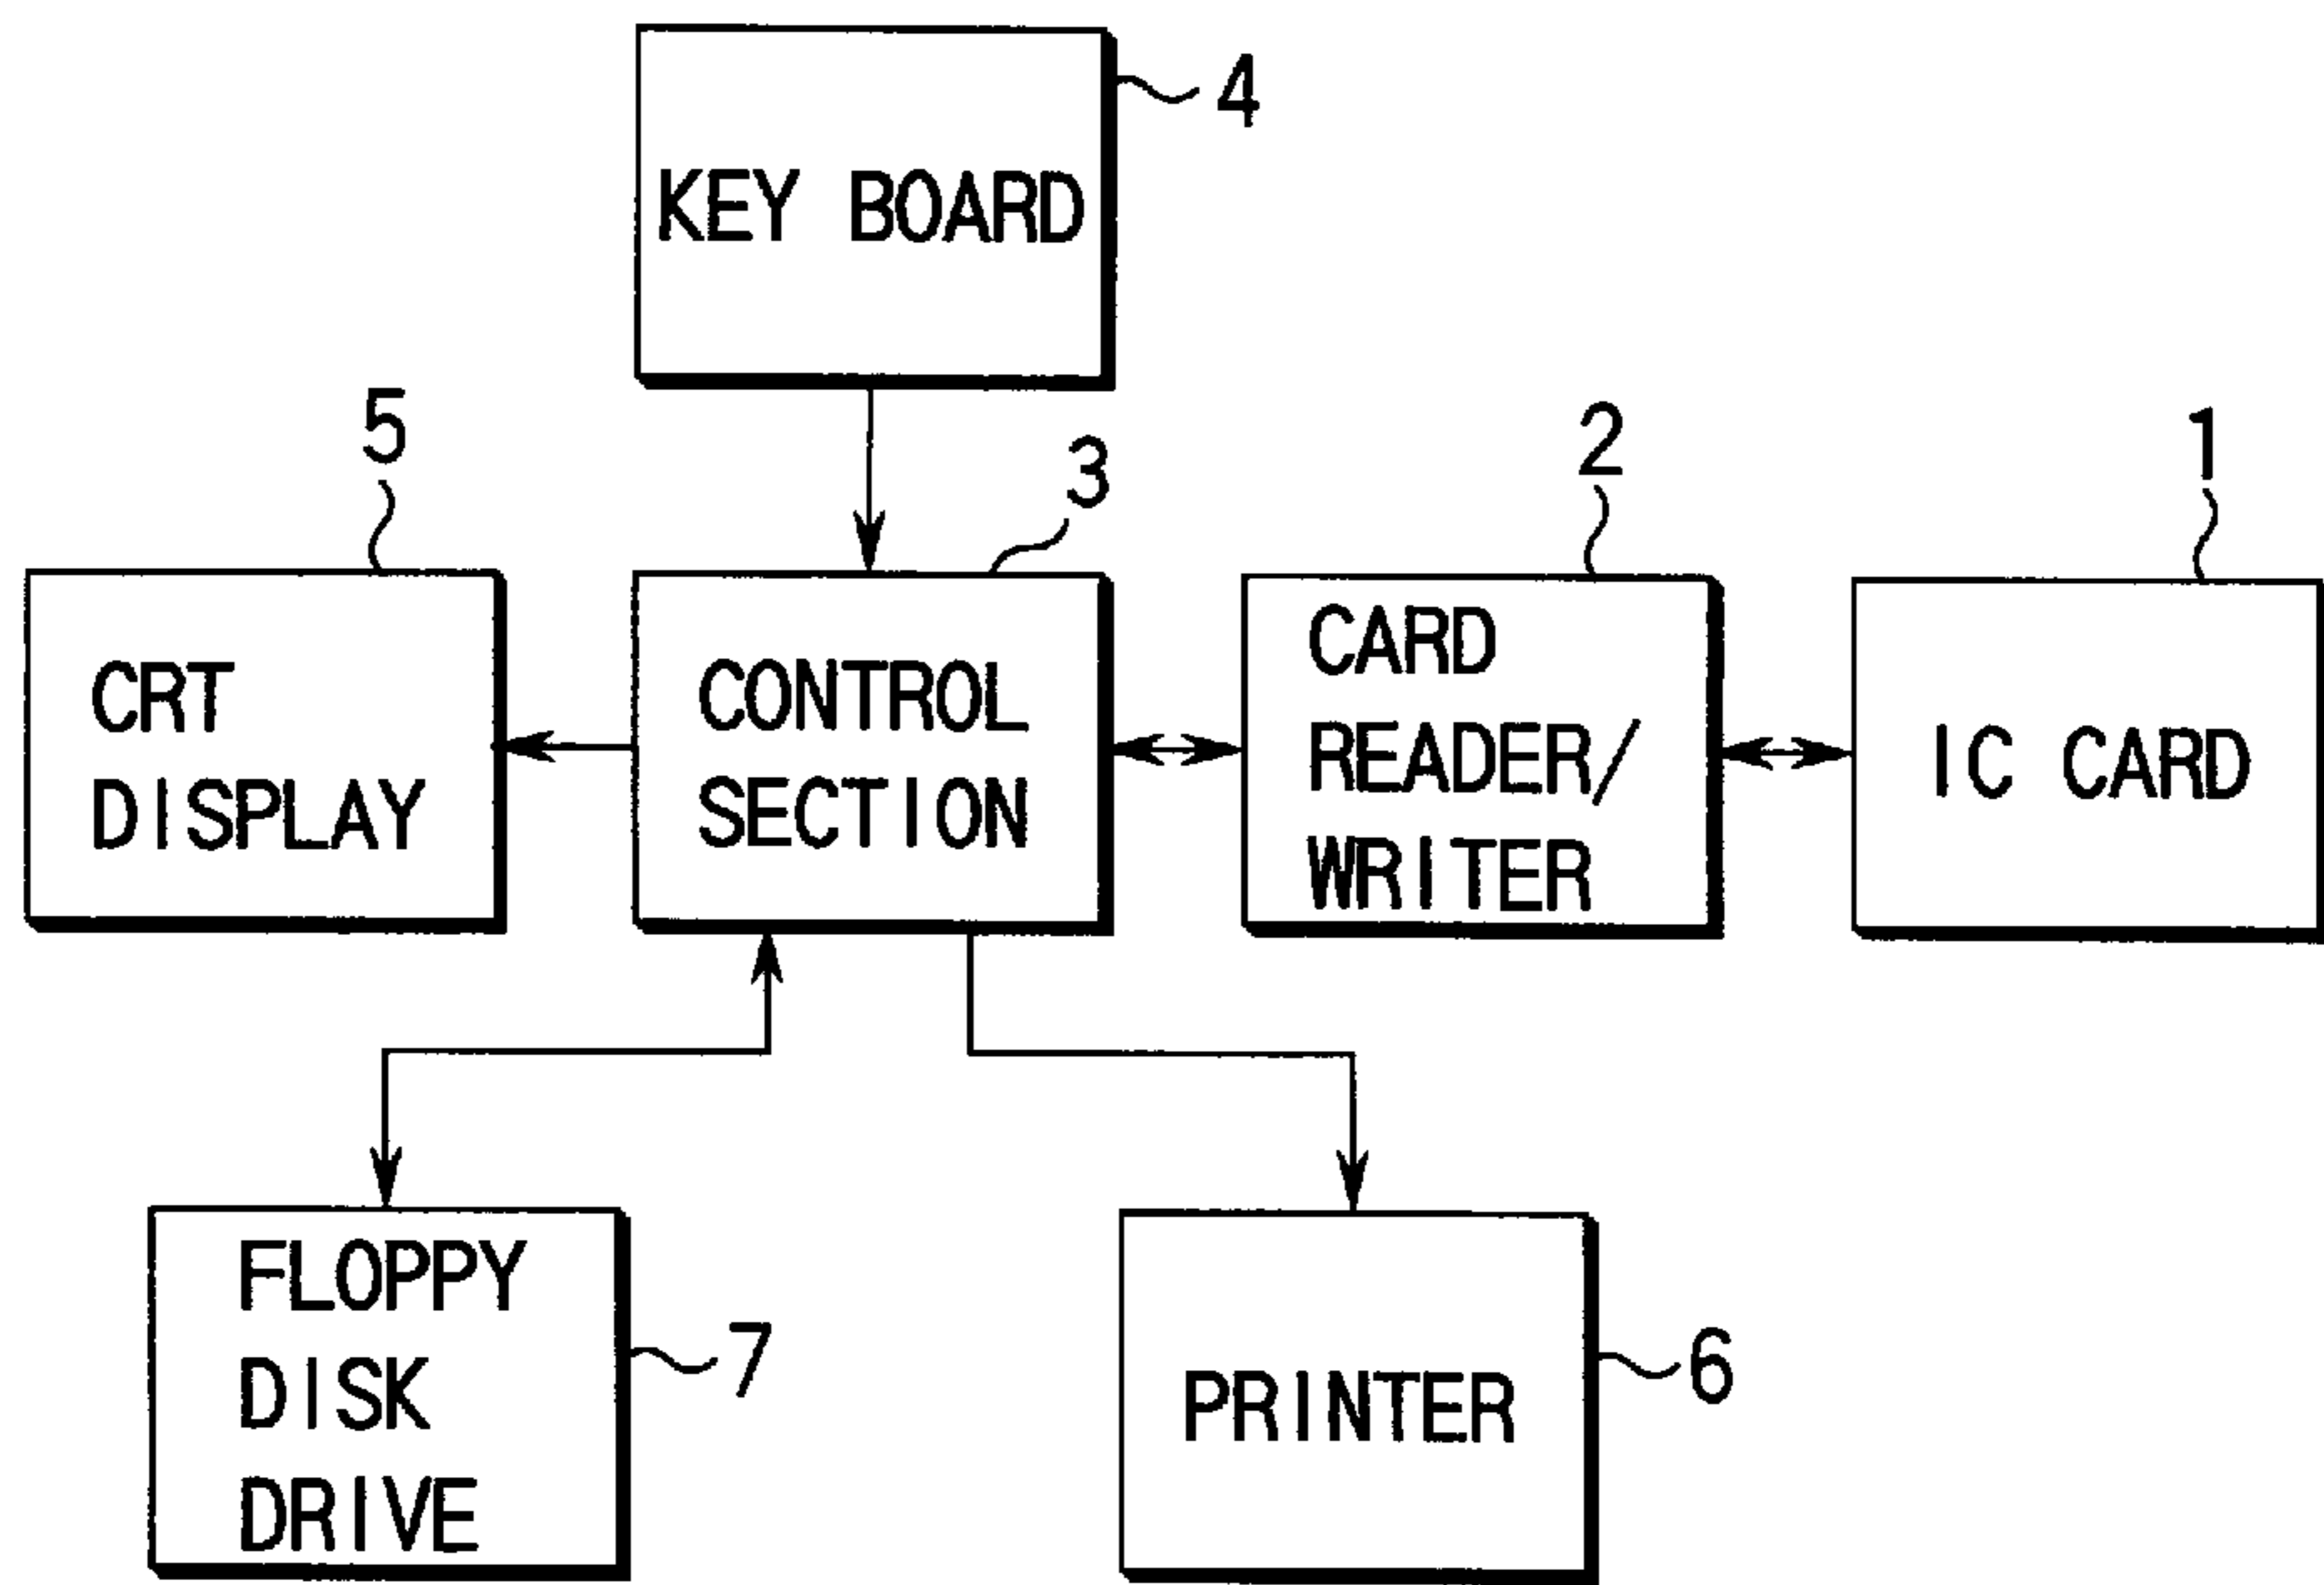 KEY BOARD
4
5
3
2
1
CRT
DISPLAY
CONTROL
SECTION
CARD
READER/
WRITER
IC CARD
FLOPPY
DISK
DRIVE
7
PRINTER
6